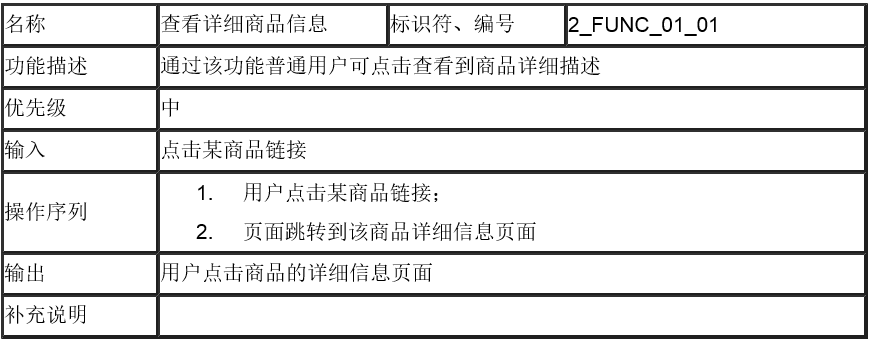 名称 查看详细商品信息 标识符、编号 2_FUNC_01_01
功能描述 通过该功能普通用户可点击查看到商品详细描述
优先级 中
输入 点击某商品链接
操作序列
1. 用户点击某商品链接；
2. 页面跳转到该商品详细信息页面
输出 用户点击商品的详细信息页面
补充说明